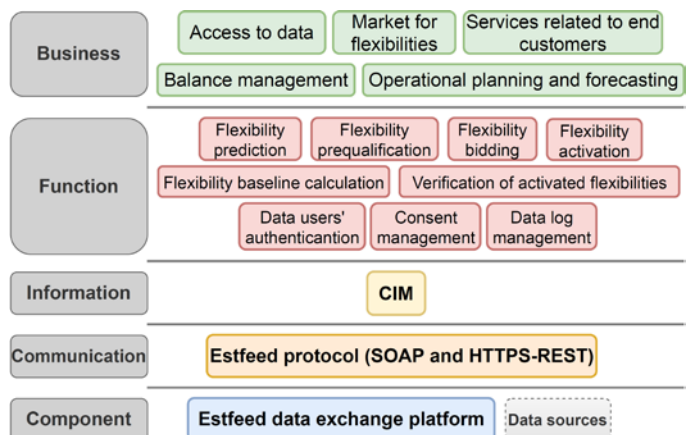 Business
Access to data
Market for
flexibilities
Services related to end
customers
Balance management
Operational planning and forecasting
Function
Flexibility
prediction
Flexibility
prequalification
Flexibility
bidding
Flexibility
activation
Flexibility baseline calculation
Verification of activated flexibilities
Data users'
authenticantion
Consent
management
Data log
management
Information
CIM
Communication
Estfeed protocol (SOAP and HTTPS-REST)
Component
Estfeed data exchange platform
Data sources